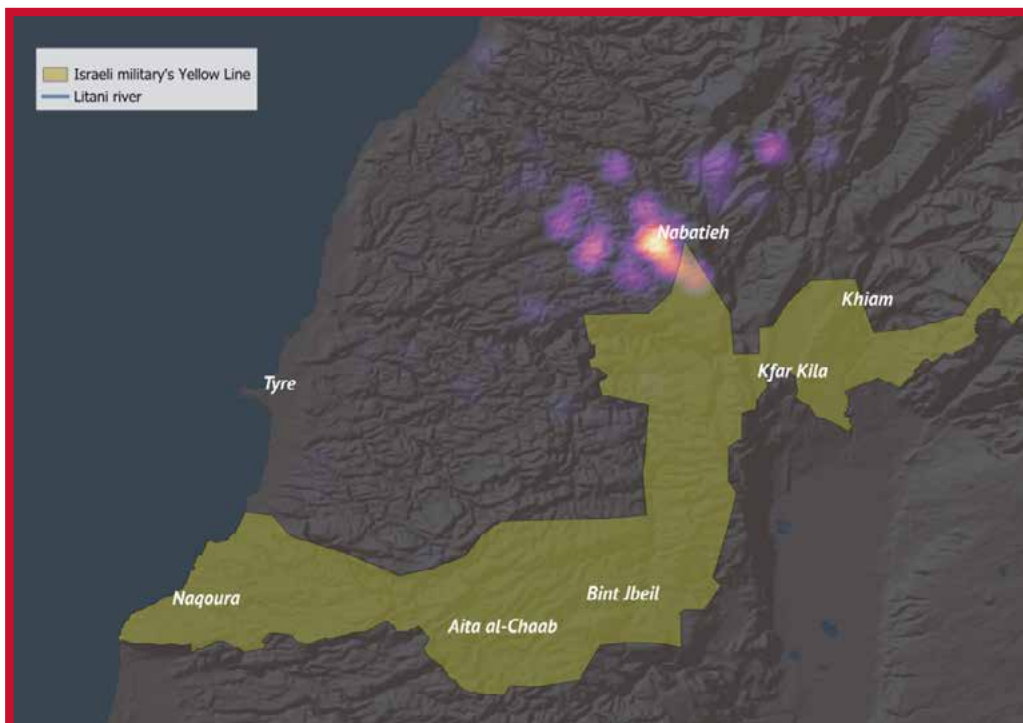 Israeli military's Yellow Line
Litani river
Nabatieh
Khiam
Kfar Kila
Tyre
Bint Jbeil
Naqoura
Aita al-Chaab